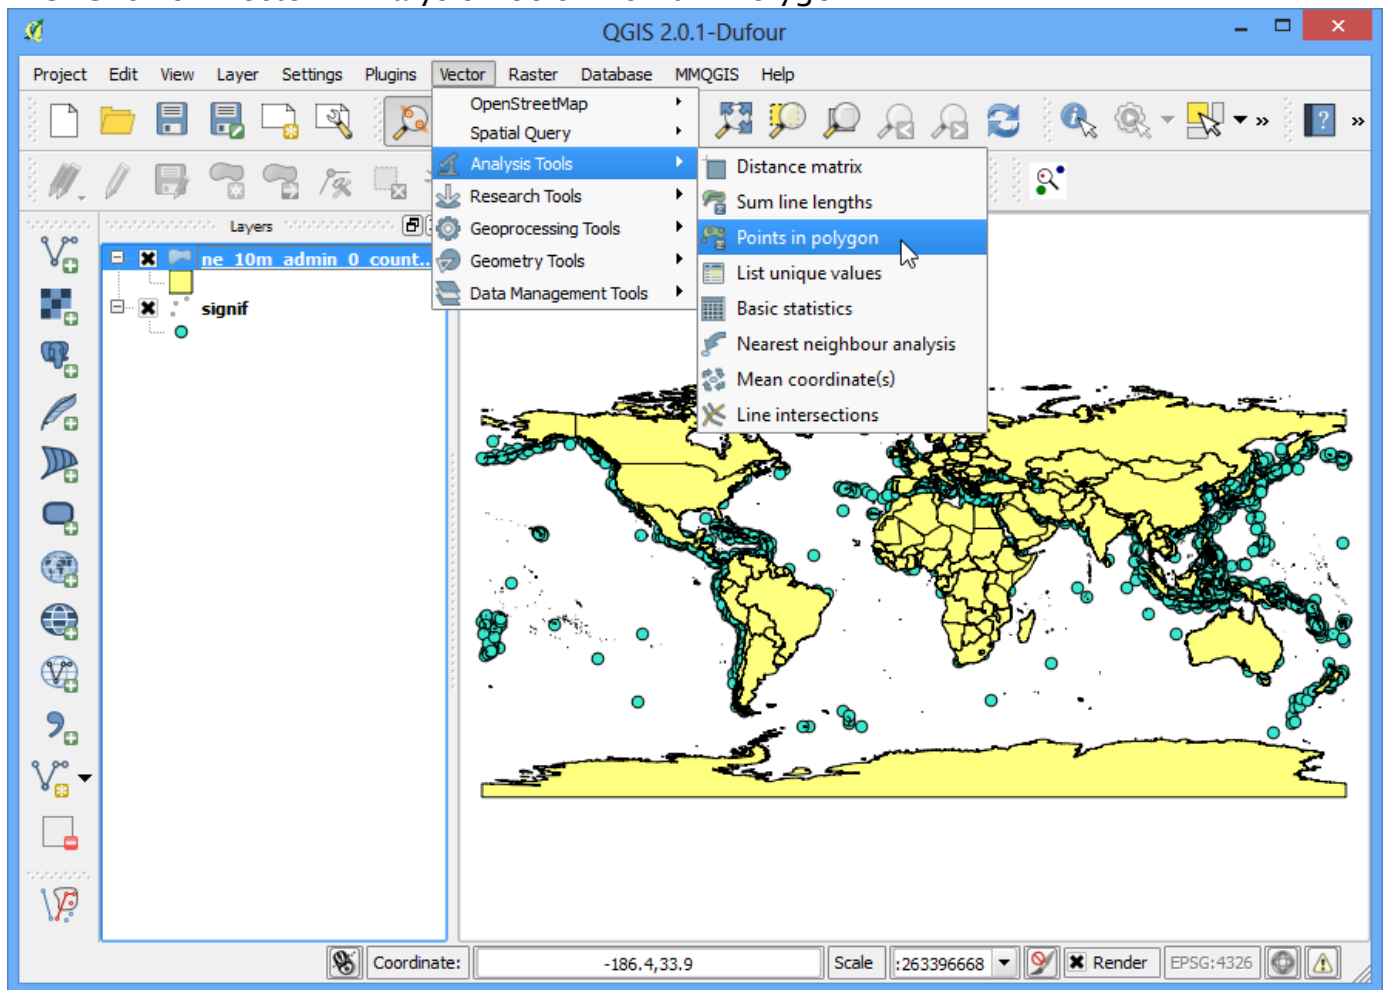 QGIS 2.0.1-Dufour
Project Edit View Layer Settings Plugins Vector Raster Database MMQGIS Help
OpenStreetMap
Spatial Query
Analysis Tools
Research Tools
Geoprocessing Tools
Geometry Tools
Data Management Tools
Distance matrix
Sum line lengths
Points in polygon
List unique values
Basic statistics
Nearest neighbour analysis
Mean coordinate(s)
Line intersections
Layers
ne_10m_admin_0_count...
signif
Coordinate: -186.4,33.9 Scale :263396668 Render EPSG:4326